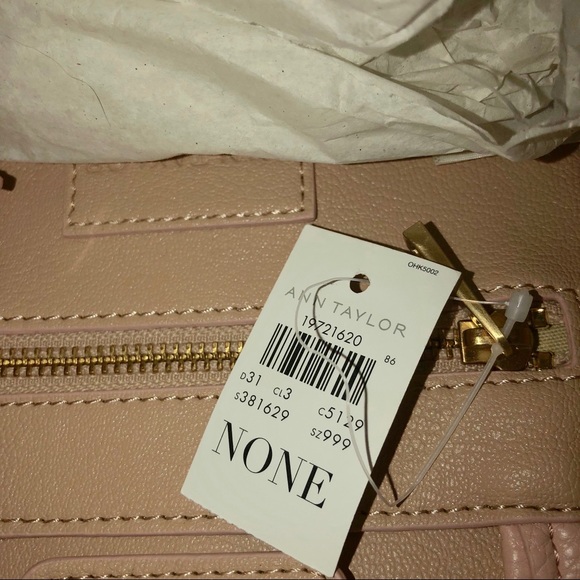 OHK5002
ANN TAYLOR
19721620
86
D31 CL3 C5129
S381629 SZ999
NONE